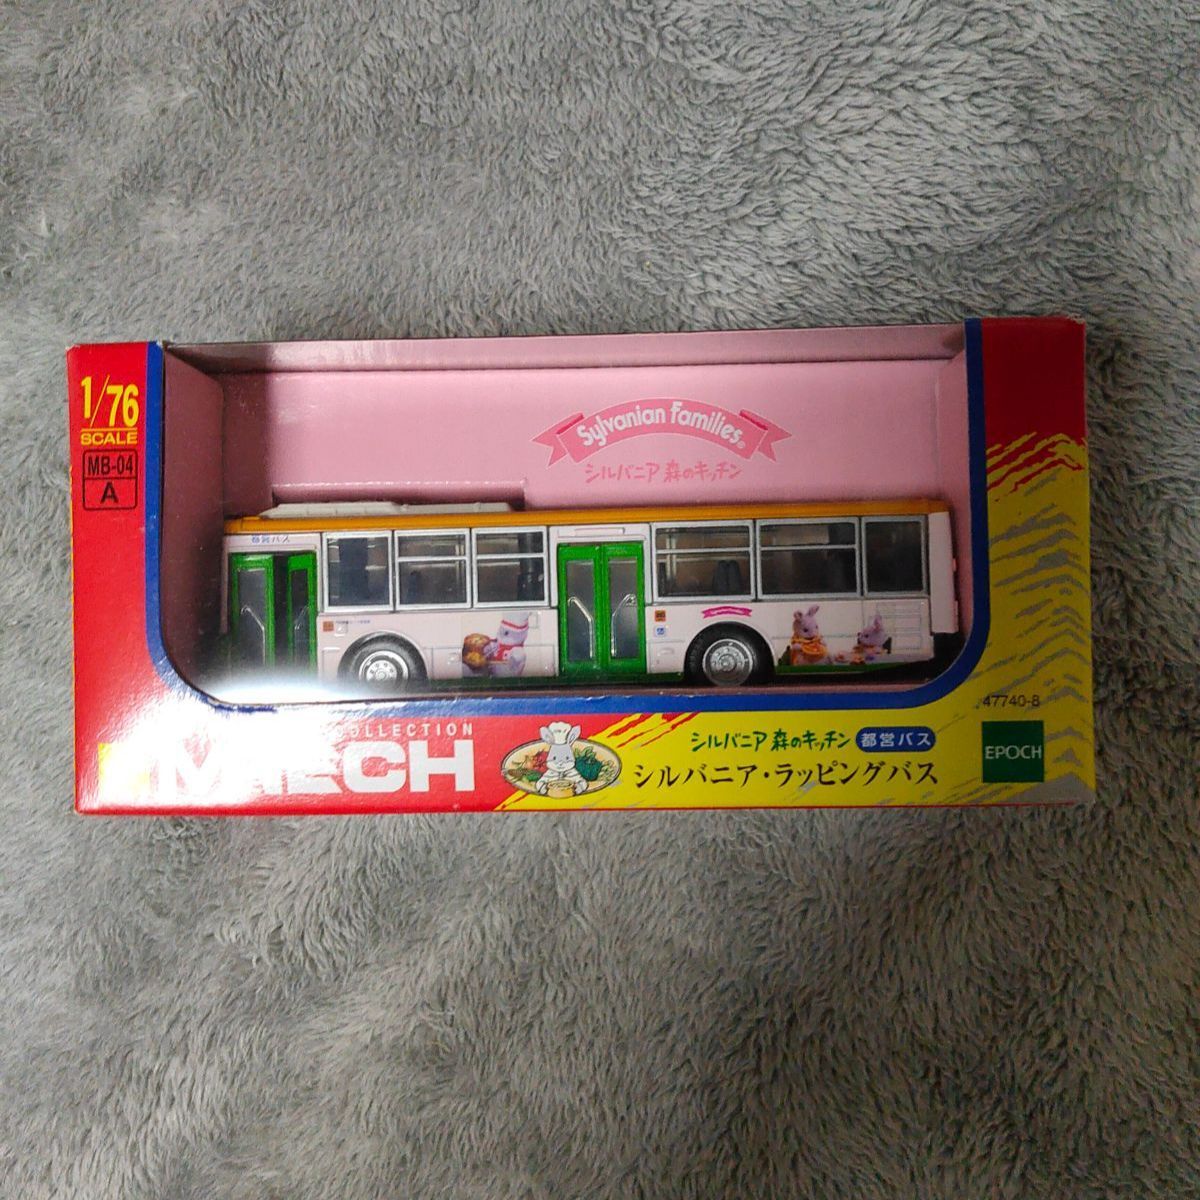 1/76
SCALE
MB-04
A
Sylvanian Families®
シルバニア 森のキッチン
都営バス
47740-8
COLLECTION
M TECH
シルバニア 森のキッチン 都営バス
シルバニア・ラッピングバス
EPOCH